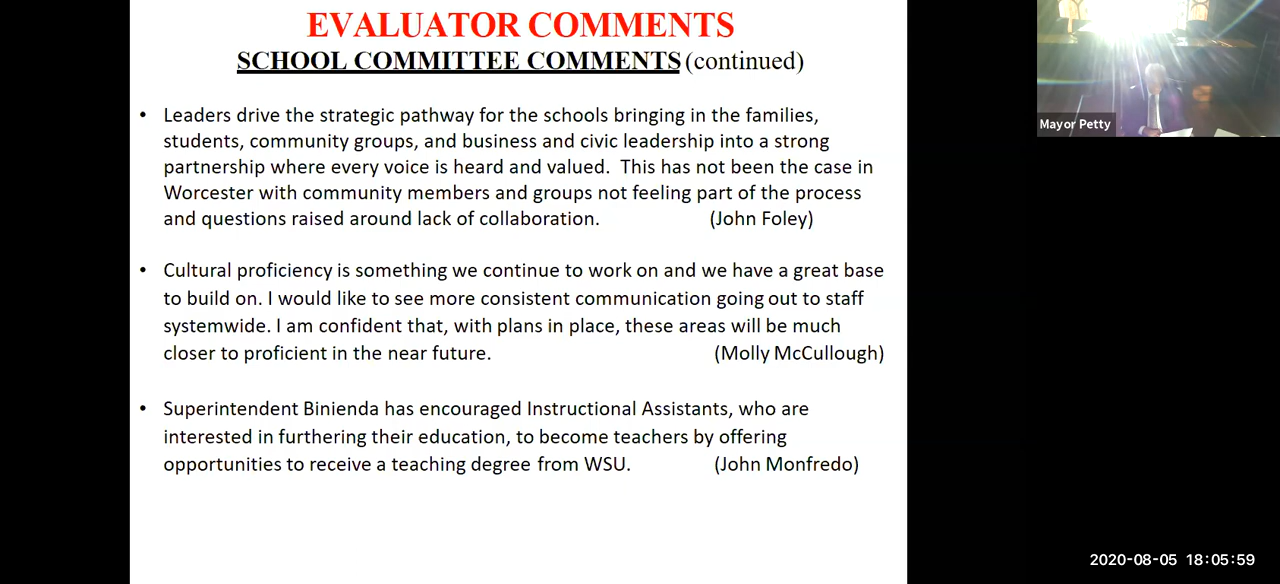 EVALUATOR COMMENTS
SCHOOL COMMITTEE COMMENTS (continued)
• Leaders drive the strategic pathway for the schools bringing in the families,
students, community groups, and business and civic leadership into a strong
partnership where every voice is heard and valued.  This has not been the case in
Worcester with community members and groups not feeling part of the process
and questions raised around lack of collaboration. (John Foley)
• Cultural proficiency is something we continue to work on and we have a great base
to build on. I would like to see more consistent communication going out to staff
systemwide. I am confident that, with plans in place, these areas will be much
closer to proficient in the near future. (Molly McCullough)
• Superintendent Binienda has encouraged Instructional Assistants, who are
interested in furthering their education, to become teachers by offering
opportunities to receive a teaching degree from WSU. (John Monfredo)
Mayor Petty
2020-08-05 18:05:59